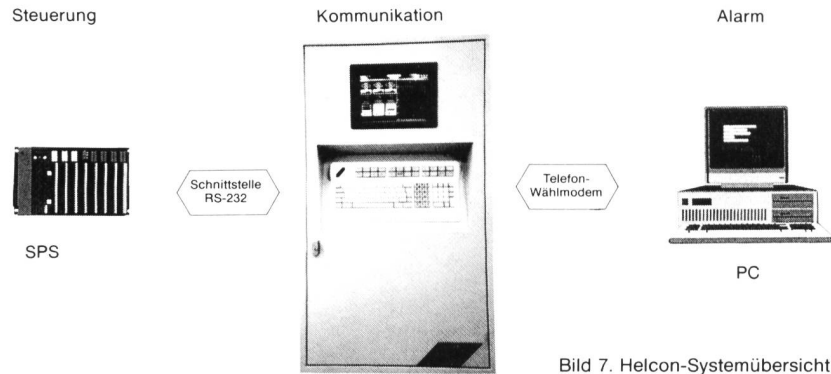 Steuerung
Kommunikation
Alarm
Schnittstelle
RS-232
Telefon-
Wählmodem
SPS
PC
Bild 7. Helcon-Systemübersicht